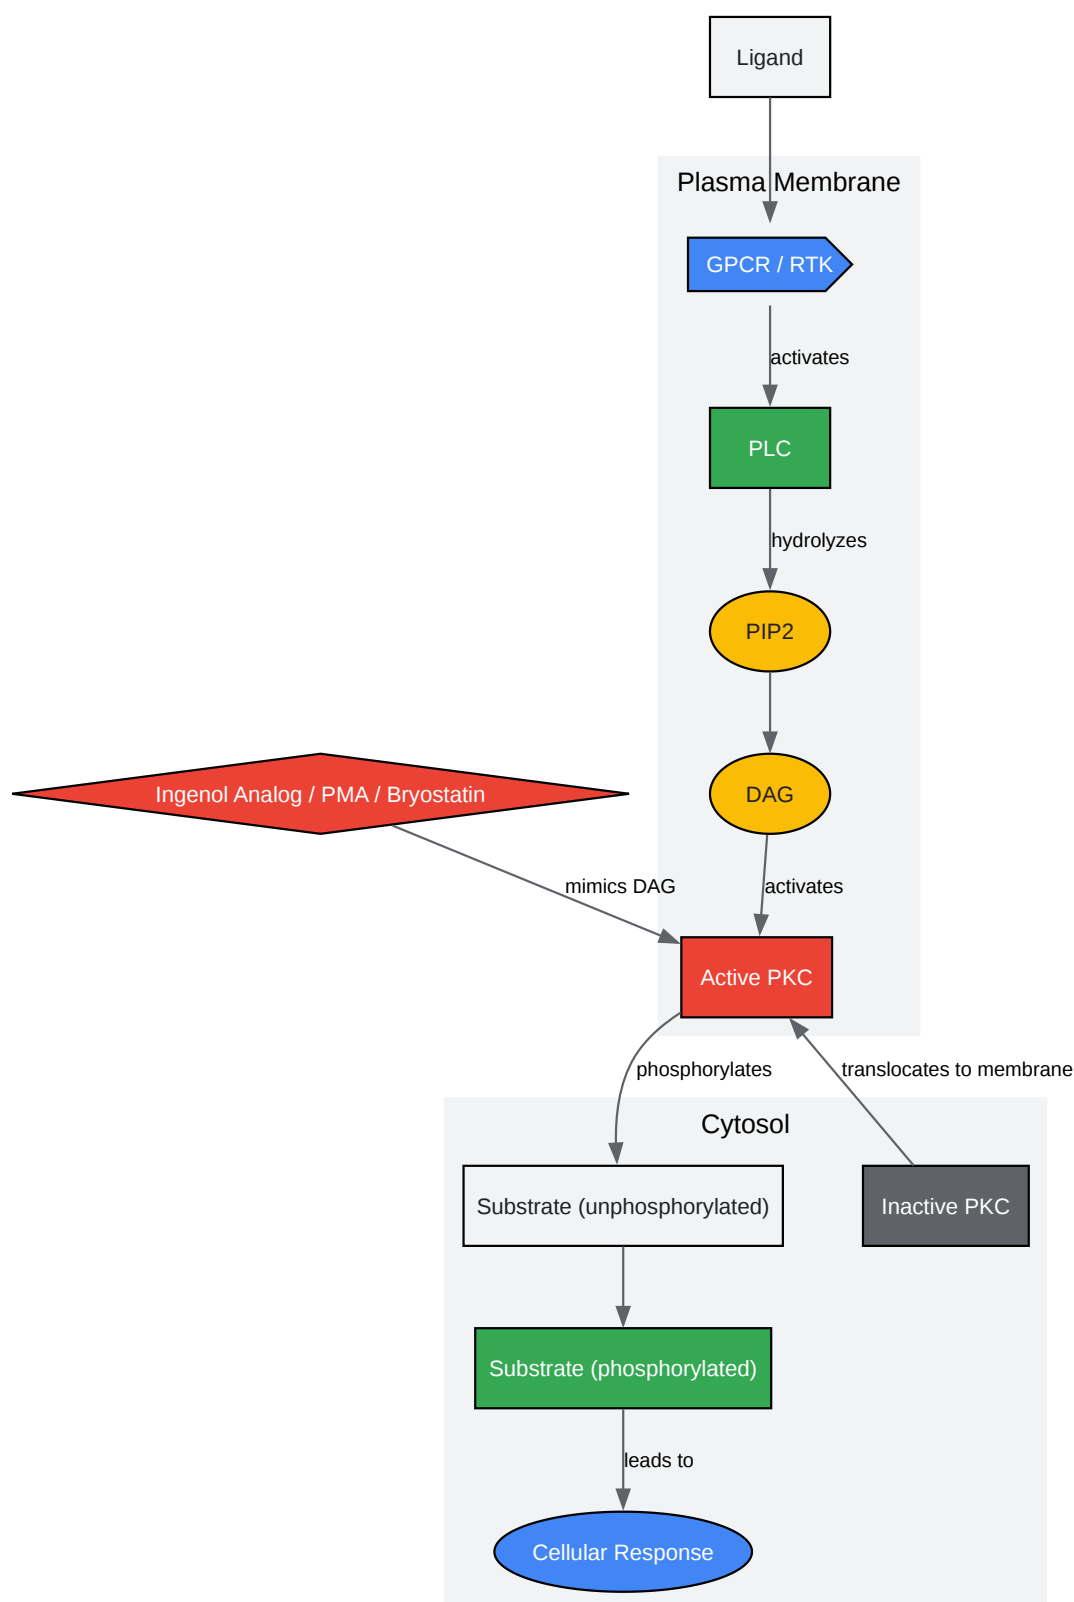 Ligand
Plasma Membrane
GPCR / RTK
activates
PLC
hydrolyzes
PIP2
Ingenol Analog / PMA / Bryostatin
DAG
mimics DAG
activates
Active PKC
phosphorylates
translocates to membrane
Cytosol
Substrate (unphosphorylated)
Inactive PKC
Substrate (phosphorylated)
leads to
Cellular Response